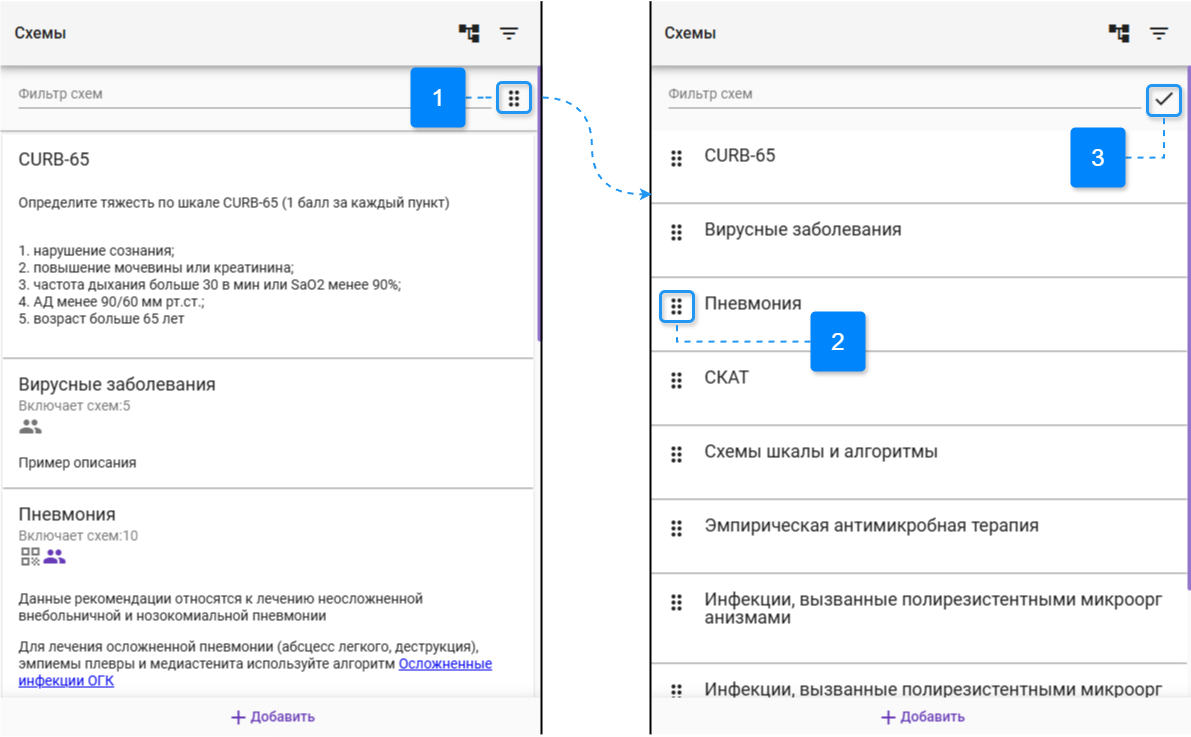 Схемы
Фильтр схем
1
CURB-65
Определите тяжесть по шкале CURB-65 (1 балл за каждый пункт)
1. нарушение сознания;
2. повышение мочевины или креатинина;
3. частота дыхания больше 30 в мин или SaO2 менее 90%;
4. АД менее 90/60 мм рт.ст.;
5. возраст больше 65 лет
Вирусные заболевания
Включает схем:5
Пример описания
Пневмония
Включает схем:10
Данные рекомендации относятся к лечению неосложненной
внебольничной и нозокомиальной пневмонии
Для лечения осложненной пневмонии (абсцесс легкого, деструкция),
эмпиемы плевры и медиастенита используйте алгоритм Осложненные
инфекции ОГК
Добавить
Схемы
Фильтр схем
3
CURB-65
Вирусные заболевания
Пневмония
2
СКАТ
Схемы шкалы и алгоритмы
Эмпирическая антимикробная терапия
Инфекции, вызванные полирезистентными микроорг
анизмами
Инфекции, вызванные полирезистентными микроорг
Добавить